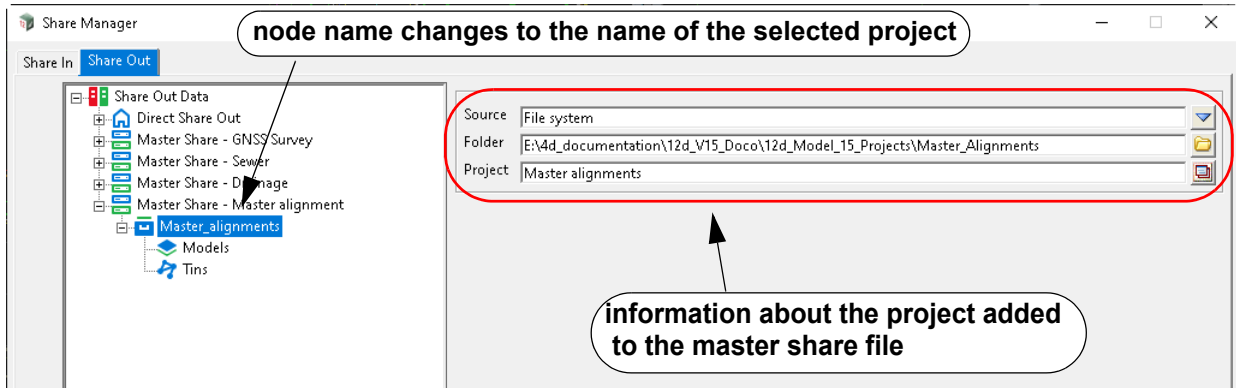 Share Manager
node name changes to the name of the selected project
Share In Share Out
Share Out Data
Direct Share Out
Master Share - GNSS Survey
Master Share - Sewer
Master Share - Drainage
Master Share - Master alignment
Master_alignments
Models
Tins
Source File system
Folder E:\4d_documentation\12d_V15_Doco\12d_Model_15_Projects\Master_Alignments
Project Master alignments
information about the project added
to the master share file